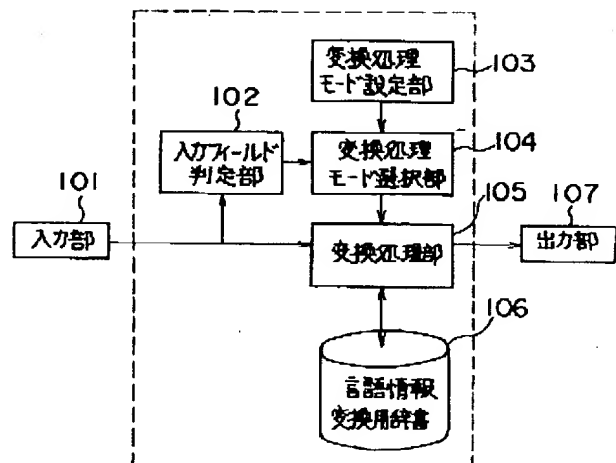 変換処理
モード設定部
103
102
入力フィールド
判定部
変換処理
モード選択部
104
101
入力部
105
変換処理部
107
出力部
106
言語情報
変換用辞書